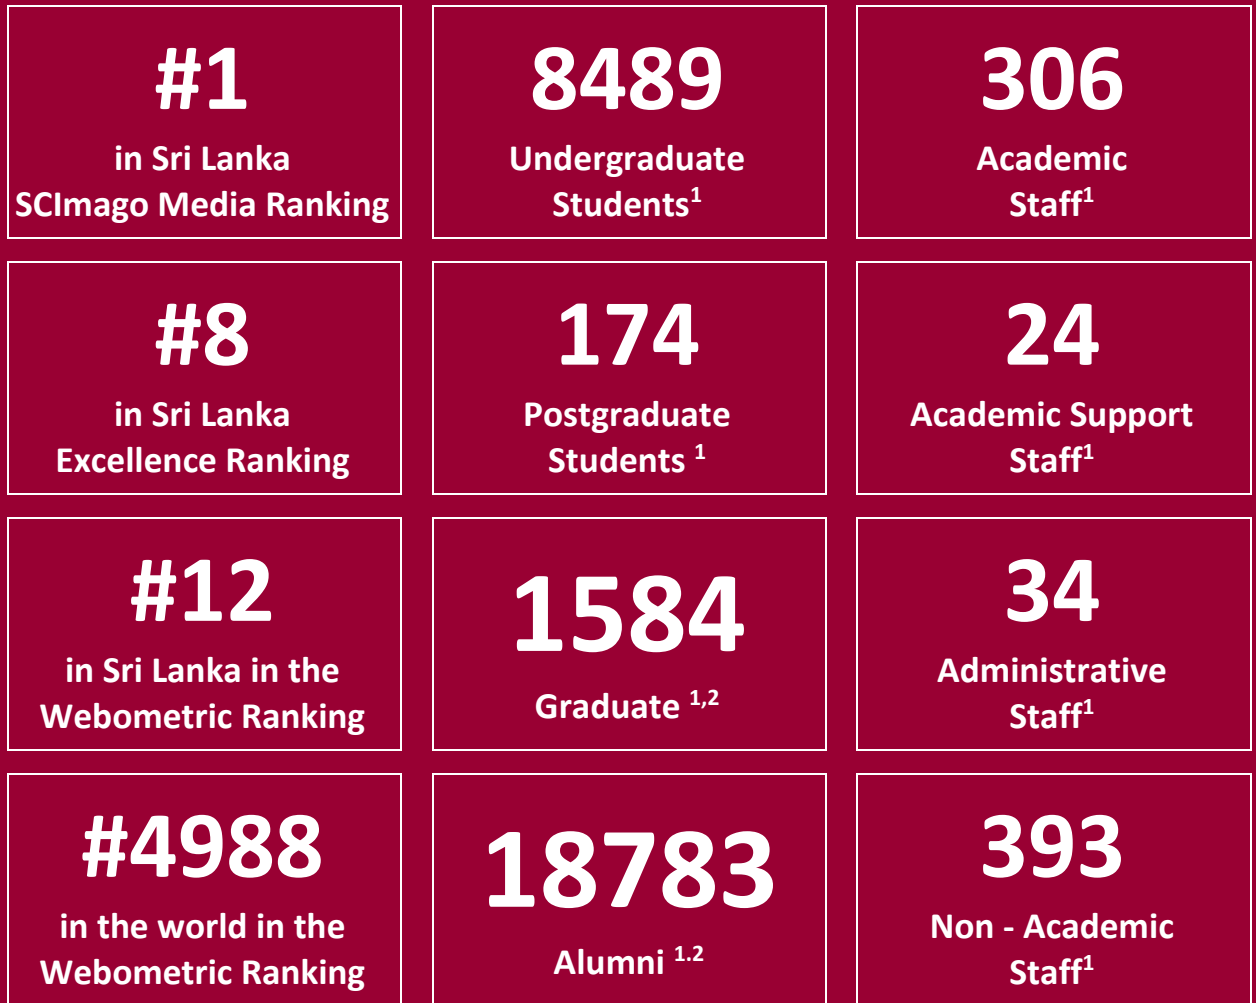 #1
in Sri Lanka
SCImago Media Ranking
8489
Undergraduate
Students¹
306
Academic
Staff¹
#8
in Sri Lanka
Excellence Ranking
174
Postgraduate
Students ¹
24
Academic Support
Staff¹
#12
in Sri Lanka in the
Webometric Ranking
1584
Graduate ¹,²
34
Administrative
Staff¹
#4988
in the world in the
Webometric Ranking
18783
Alumni ¹.²
393
Non - Academic
Staff¹